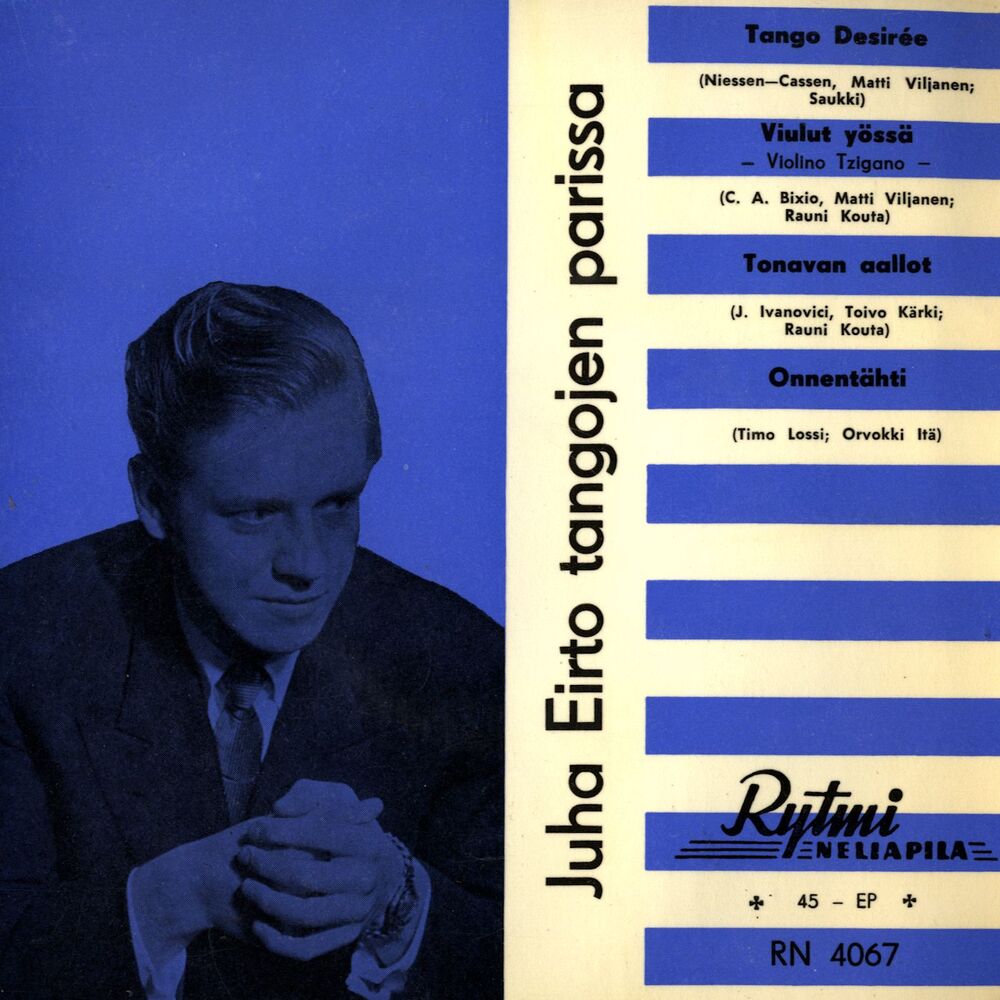 Juha Eirto tangojen parissa
Tango Desirée
(Niessen—Cassen, Matti Viljanen;
Saukki)
Viulut yössä
– Violino Tzigano –
(C. A. Bixio, Matti Viljanen;
Rauni Kouta)
Tonavan aallot
(J. Ivanovici, Toivo Kärki;
Rauni Kouta)
Onnentähti
(Timo Lossi; Orvokki Itä)
Rytmi
NELIAPILA
45 – EP
RN 4067